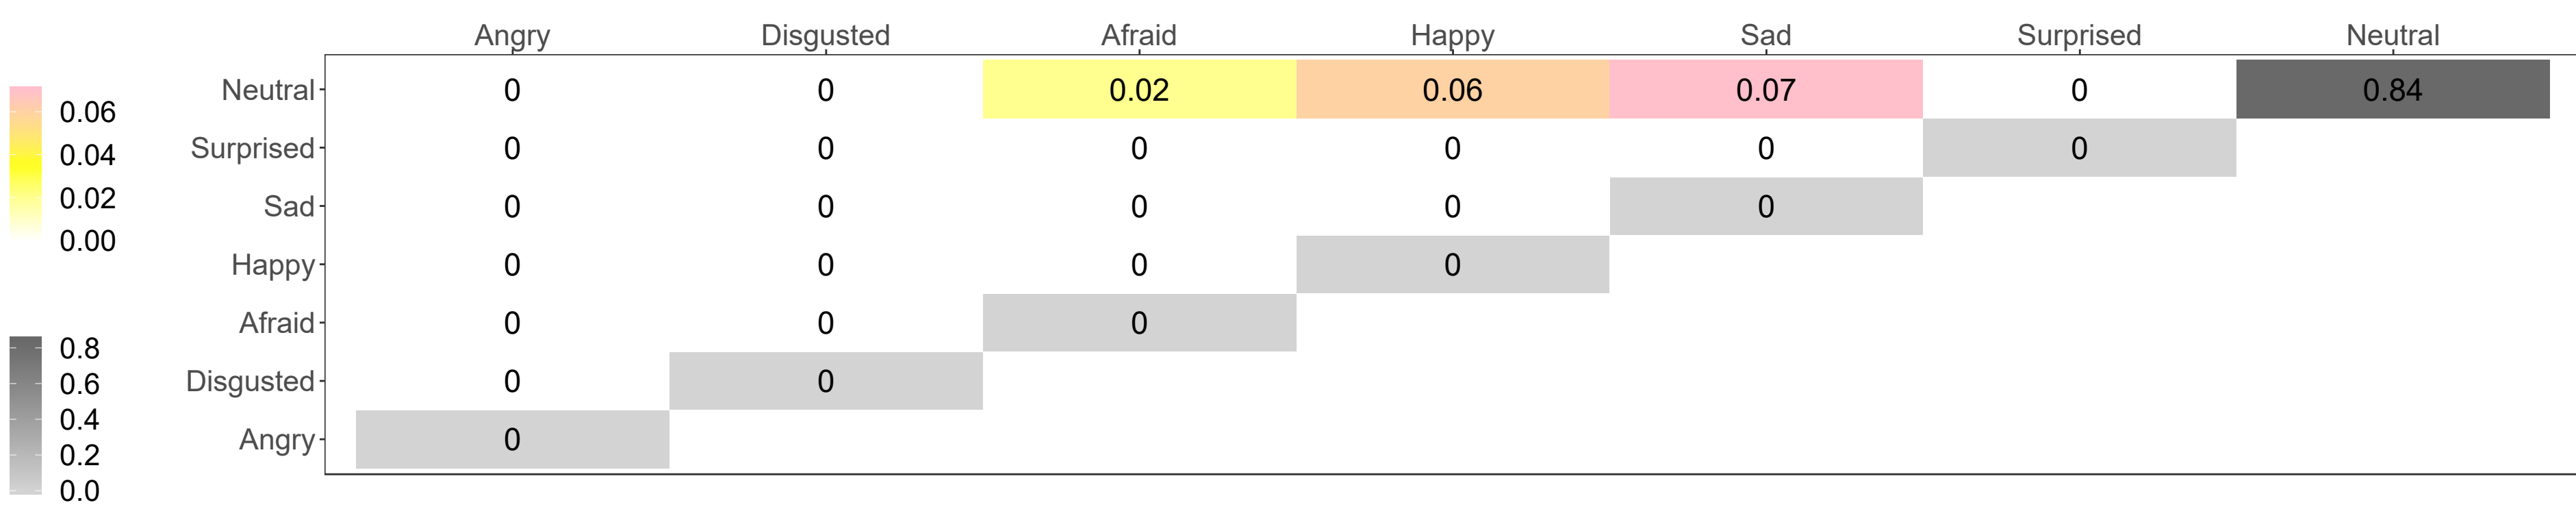 Angry Disgusted Afraid Happy Sad Surprised Neutral
Neutral 0 0 0.02 0.06 0.07 0 0.84
Surprised 0 0 0 0 0 0
Sad 0 0 0 0 0
Happy 0 0 0 0
Afraid 0 0 0
Disgusted 0 0
Angry 0
0.06
0.04
0.02
0.00
0.8
0.6
0.4
0.2
0.0